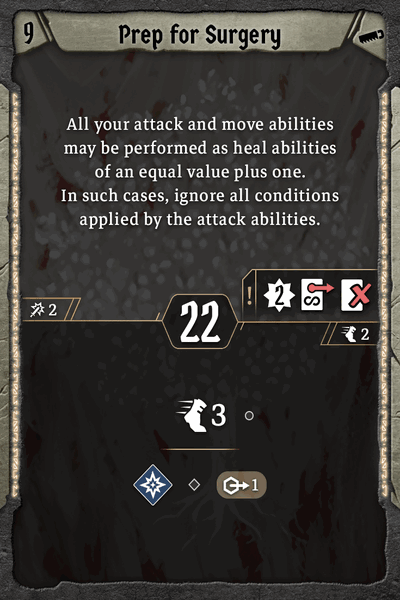 9
Prep for Surgery
All your attack and move abilities
may be performed as heal abilities
of an equal value plus one.
In such cases, ignore all conditions
applied by the attack abilities.
2
22
! 2 S
2
3
1